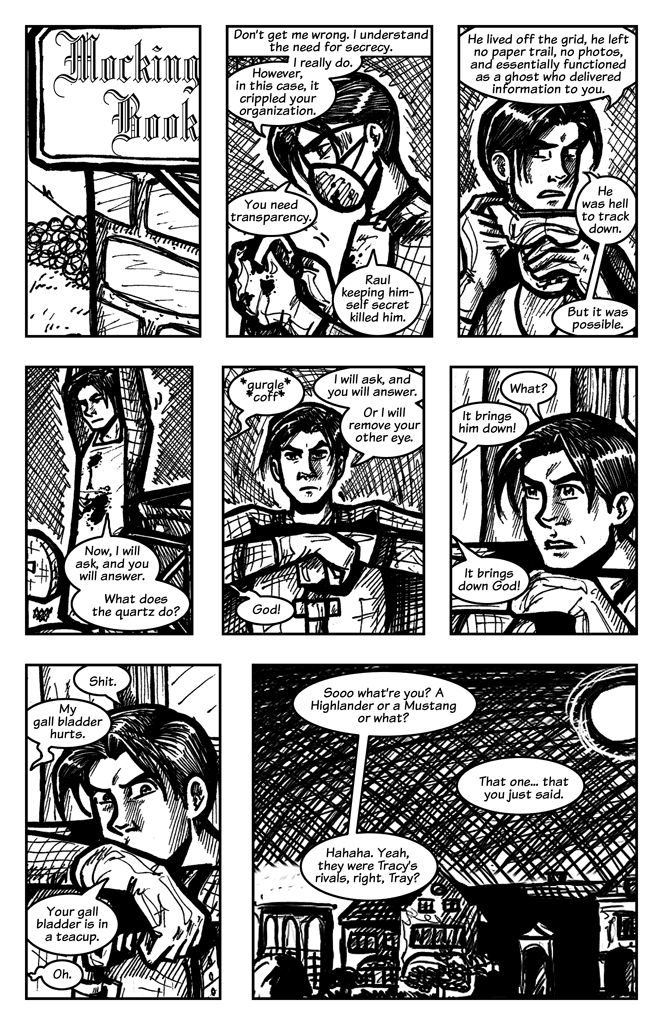 Mocking
Book
Don't get me wrong. I understand
the need for secrecy.
I really do.
However,
in this case, it
crippled your
organization.
You need
transparency.
Raul
keeping him-
self secret
killed him.
He lived off the grid, he left
no paper trail, no photos,
and essentially functioned
as a ghost who delivered
information to you.
He
was hell
to track
down.
But it was
possible.
Now, I will
ask, and you
will answer.
What does
the quartz do?
*gurgle*
*coff*
I will ask, and
you will answer.
Or I will
remove your
other eye.
God!
What?
It brings
him down!
It brings
down God!
Shit.
My
gall bladder
hurts.
Your gall
bladder is in
a teacup.
Oh.
Sooo what're you? A
Highlander or a Mustang
or what?
That one... that
you just said.
Hahaha. Yeah,
they were Tracy's
rivals, right, Tray?